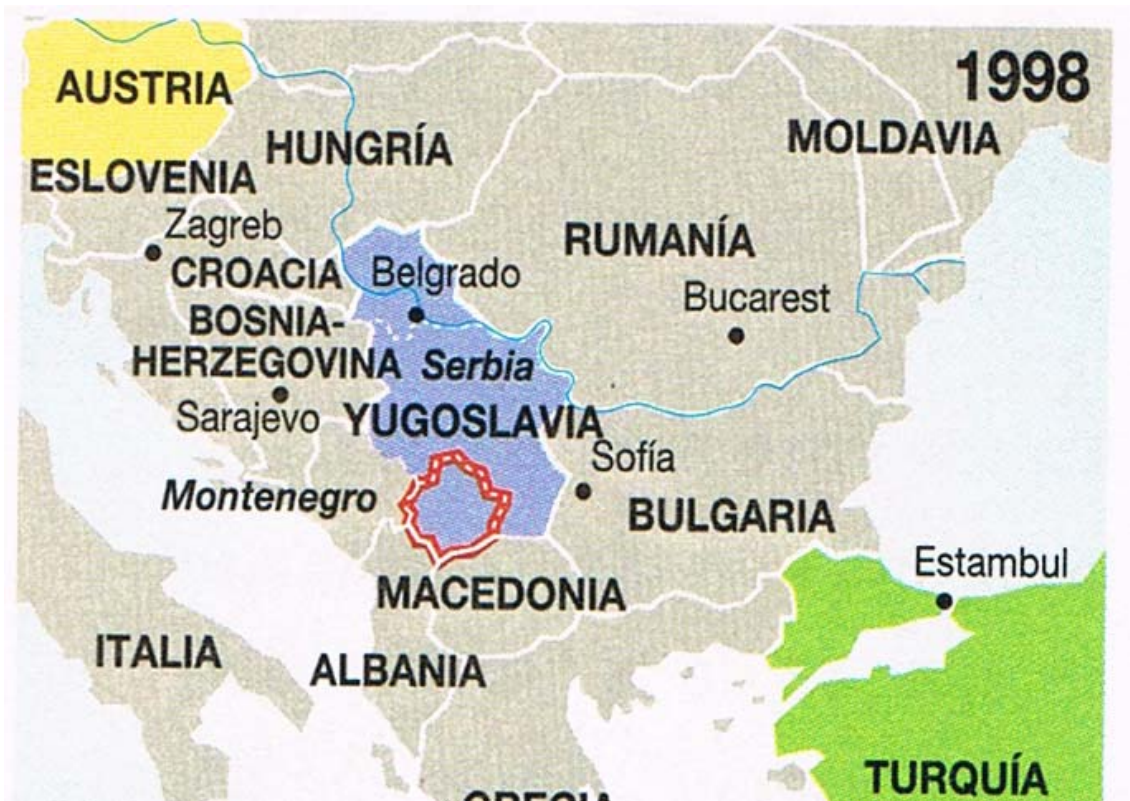 1998
AUSTRIA
HUNGRÍA
MOLDAVIA
ESLOVENIA
Zagreb
RUMANÍA
CROACIA
Belgrado
Bucarest
BOSNIA-
HERZEGOVINA
Serbia
Sarajevo
YUGOSLAVIA
Sofía
Montenegro
BULGARIA
Estambul
MACEDONIA
ITALIA
ALBANIA
TURQUÍA
GRECIA